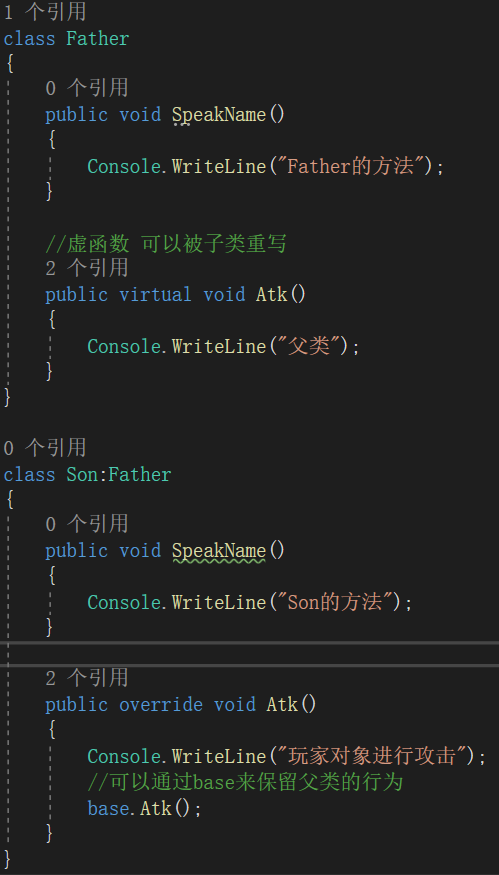 1 个引用
class Father
{
0 个引用
public void SpeakName()
{
Console.WriteLine("Father的方法");
}
//虚函数 可以被子类重写
2 个引用
public virtual void Atk()
{
Console.WriteLine("父类");
}
}
0 个引用
class Son:Father
{
0 个引用
public void SpeakName()
{
Console.WriteLine("Son的方法");
}
2 个引用
public override void Atk()
{
Console.WriteLine("玩家对象进行攻击");
//可以通过base来保留父类的行为
base.Atk();
}
}